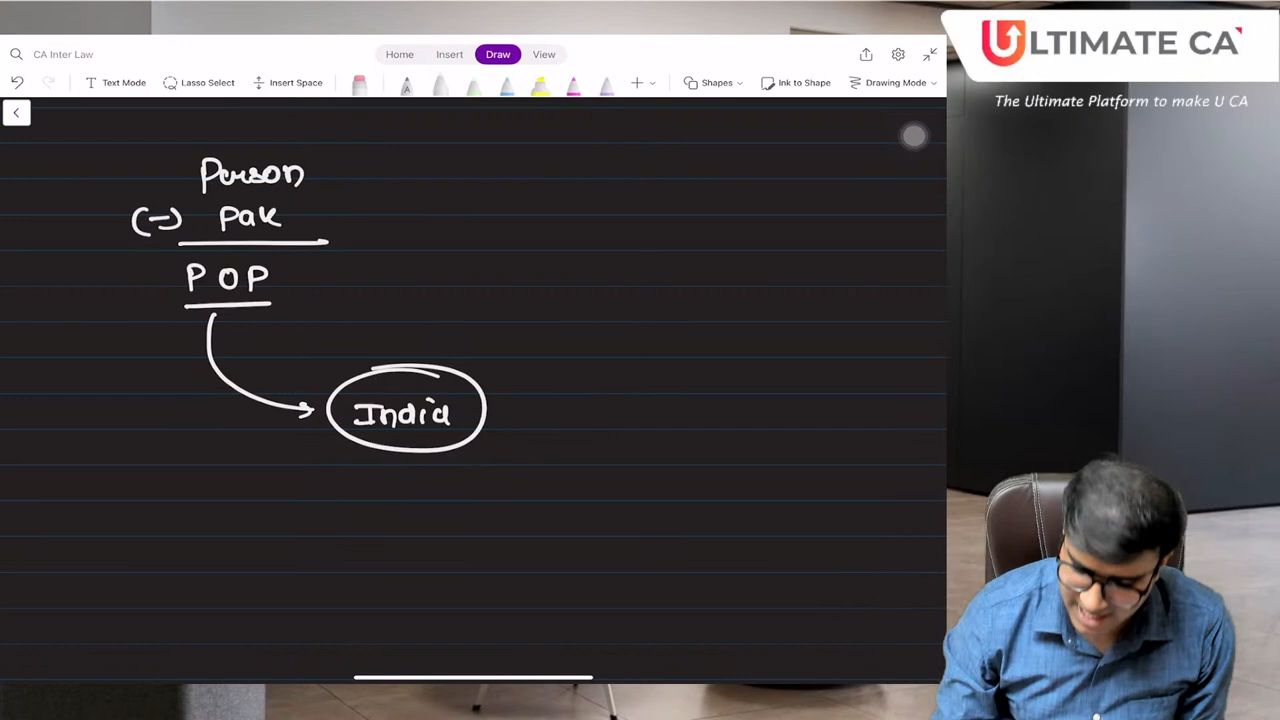 ULTIMATE CA
The Ultimate Platform to make U CA
CA Inter Law
Home Insert Draw View
Text Mode Lasso Select Insert Space Shapes Ink to Shape Drawing Mode
Person
(-) Pak
POP
India